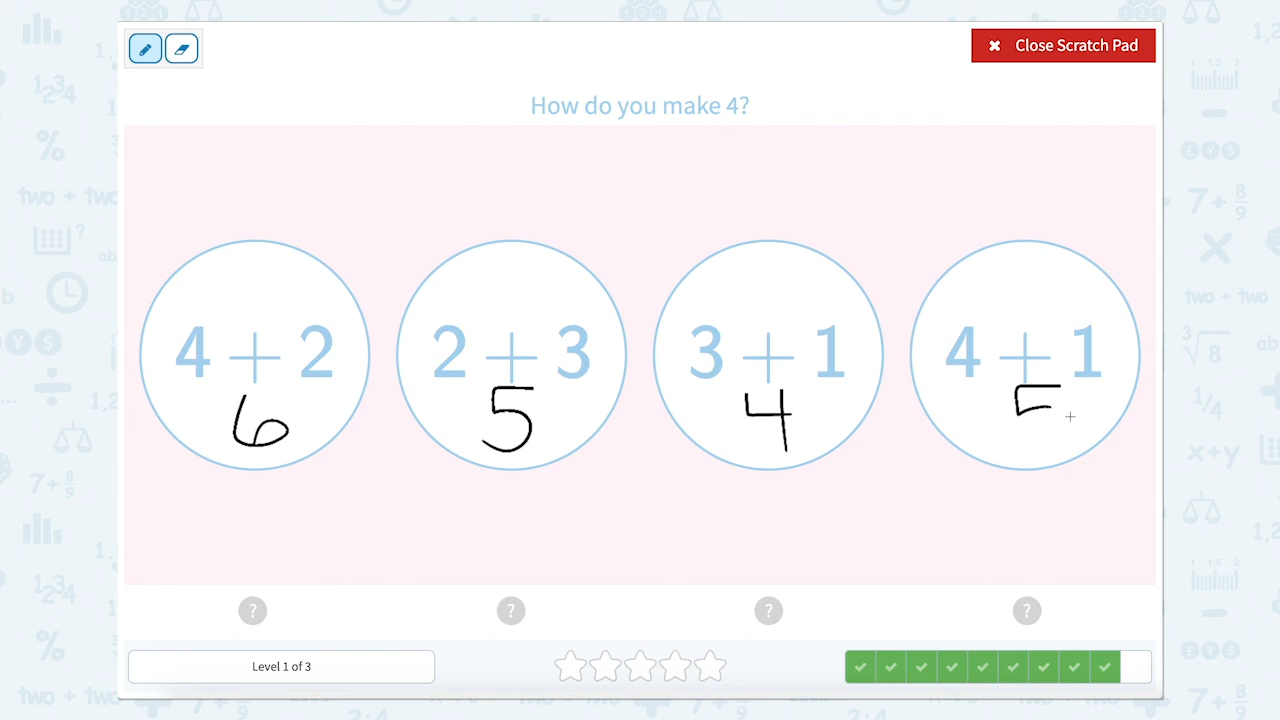 Close Scratch Pad
How do you make 4?
4 + 2
2 + 3
3 + 1
4 + 1
6
5
4
5
? ? ? ?
Level 1 of 3